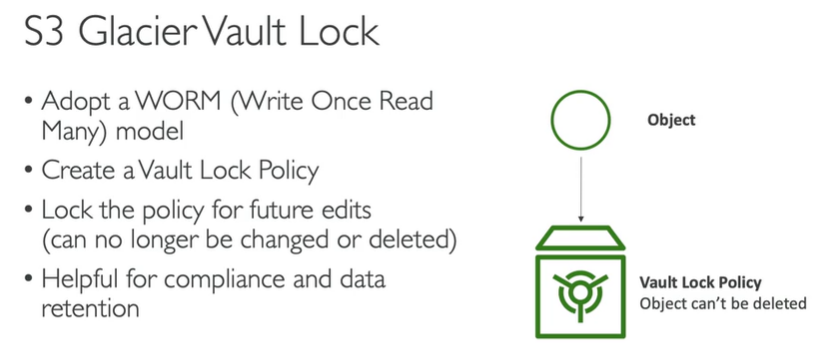 S3 Glacier Vault Lock
• Adopt a WORM (Write Once Read
Many) model
• Create a Vault Lock Policy
• Lock the policy for future edits
(can no longer be changed or deleted)
• Helpful for compliance and data
retention
Object
Vault Lock Policy
Object can't be deleted